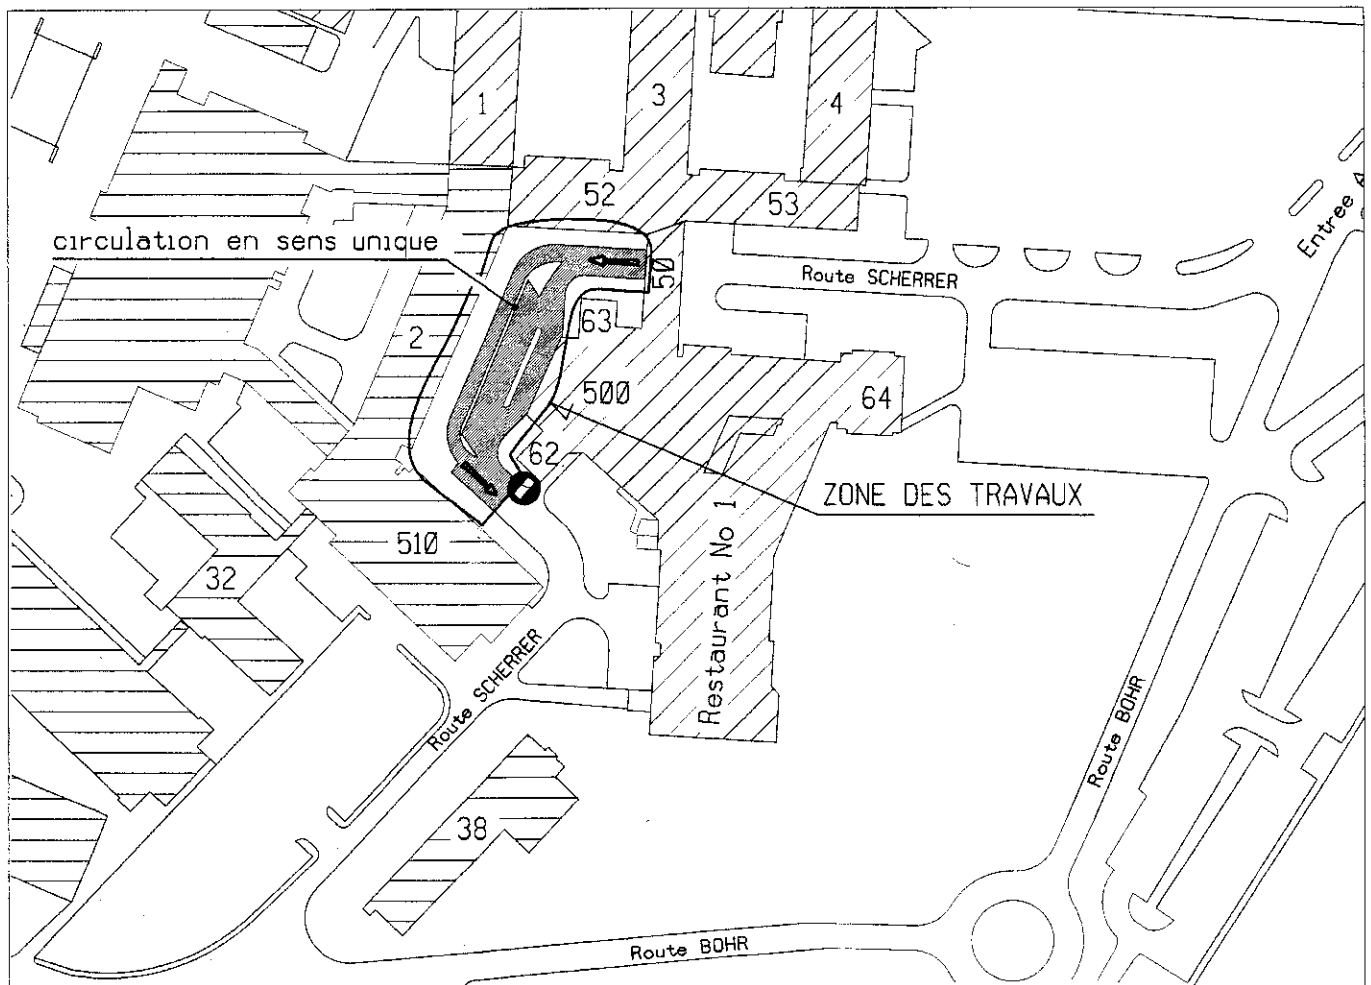 1
3
4
52
53
circulation en sens unique
Entree A
50
Route SCHERRER
2
63
500
64
62
ZONE DES TRAVAUX
510
32
Restaurant No 1
Route SCHERRER
Route BOHR
38
Route BOHR